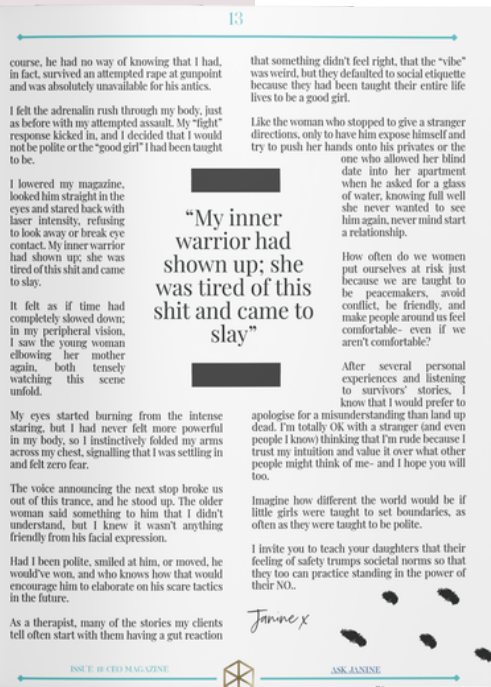 13
course, he had no way of knowing that I had,
in fact, survived an attempted rape at gunpoint
and was absolutely unavailable for his antics.
I felt the adrenalin rush through my body, just
as before with my attempted assault. My “fight”
response kicked in, and I decided that I would
not be polite or the “good girl” I had been taught
to be.
I lowered my magazine,
looked him straight in the
eyes and stared back with
laser intensity, refusing
to look away or break eye
contact. My inner warrior
had shown up; she was
tired of this shit and came
to slay.
It felt as if time had
completely slowed down;
in my peripheral vision,
I saw the young woman
elbowing her mother
again, both tensely
watching this scene
unfold.
My eyes started burning from the intense
staring, but I had never felt more powerful
in my body, so I instinctively folded my arms
across my chest, signalling that I was settling in
and felt zero fear.
The voice announcing the next stop broke us
out of this trance, and he stood up. The older
woman said something to him that I didn’t
understand, but I knew it wasn’t anything
friendly from his facial expression.
Had I been polite, smiled at him, or moved, he
would’ve won, and who knows how that would
encourage him to elaborate on his scare tactics
in the future.
As a therapist, many of the stories my clients
tell often start with them having a gut reaction
“My inner
warrior had
shown up; she
was tired of this
shit and came to
slay”
that something didn’t feel right, that the “vibe”
was weird, but they defaulted to social etiquette
because they had been taught their entire life
lives to be a good girl.
Like the woman who stopped to give a stranger
directions, only to have him expose himself and
try to push her hands onto his privates or the
one who allowed her blind
date into her apartment
when he asked for a glass
of water, knowing full well
she never wanted to see
him again, never mind start
a relationship.
How often do we women
put ourselves at risk just
because we are taught to
be peacemakers, avoid
conflict, be friendly, and
make people around us feel
comfortable- even if we
aren’t comfortable?
After several personal
experiences and listening
to survivors’ stories, I
know that I would prefer to
apologise for a misunderstanding than land up
dead. I’m totally OK with a stranger (and even
people I know) thinking that I’m rude because I
trust my intuition and value it over what other
people might think of me- and I hope you will
too.
Imagine how different the world would be if
little girls were taught to set boundaries, as
often as they were taught to be polite.
I invite you to teach your daughters that their
feeling of safety trumps societal norms so that
they too can practice standing in the power of
their NO..
Janine x
ISSUE 18 CEO MAGAZINE
ASK JANINE